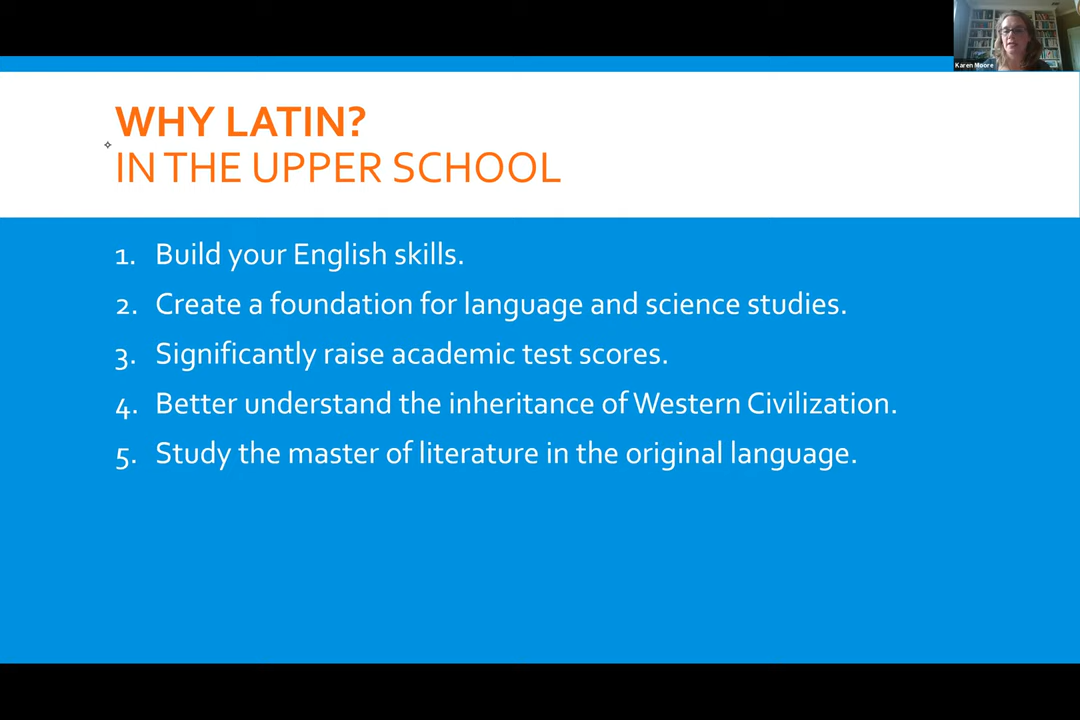 Karen Moore
WHY LATIN?
IN THE UPPER SCHOOL
1. Build your English skills.
2. Create a foundation for language and science studies.
3. Significantly raise academic test scores.
4. Better understand the inheritance of Western Civilization.
5. Study the master of literature in the original language.